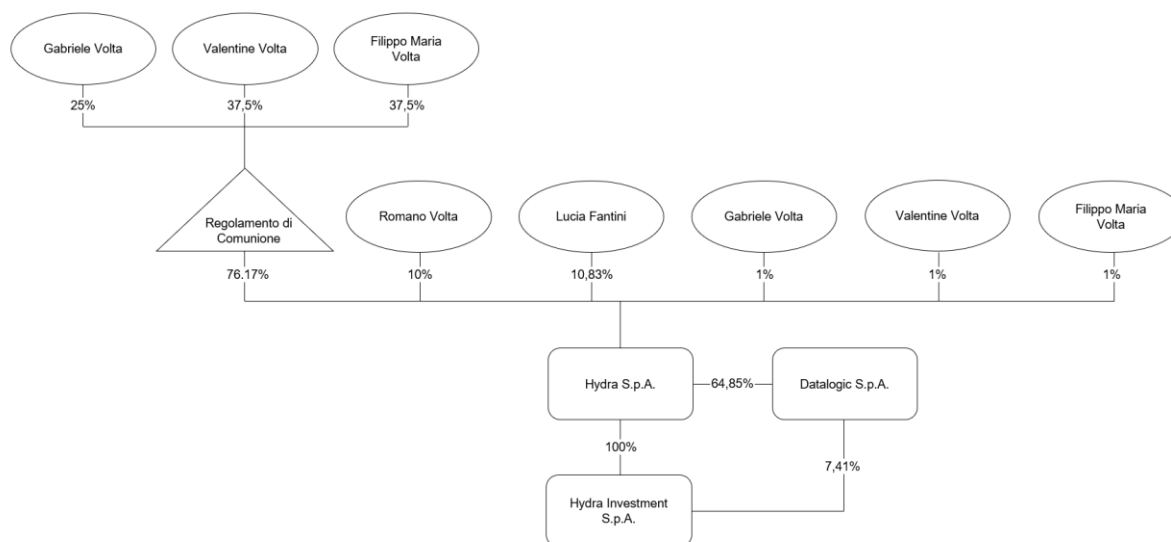 Gabriele Volta
Valentine Volta
Filippo Maria
Volta
25%
37,5%
37,5%
Regolamento di
Comunione
Romano Volta
Lucia Fantini
Gabriele Volta
Valentine Volta
Filippo Maria
Volta
76.17%
10%
10,83%
1%
1%
1%
Hydra S.p.A.
64,85%
Datalogic S.p.A.
100%
7,41%
Hydra Investment
S.p.A.